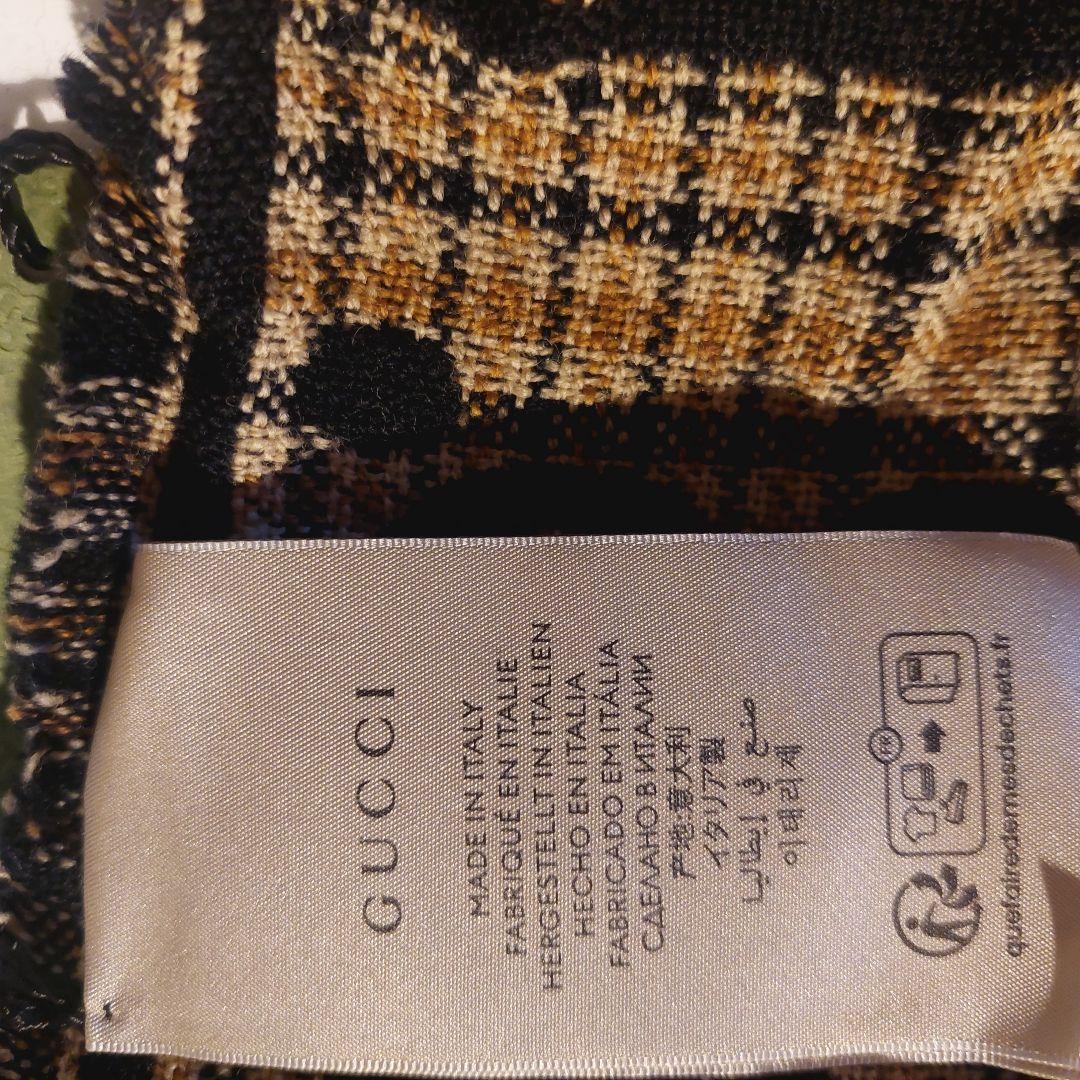 GUCCI
MADE IN ITALY
FABRIQUÉ EN ITALIE
HERGESTELLT IN ITALIEN
HECHO EN ITALIA
FABRICADO EM ITÁLIA
СДЕЛАНО В ИТАЛИИ
产地:意大利
イタリア製
صنع في إيطاليا
이태리제
FR
quefairedemesdechets.fr